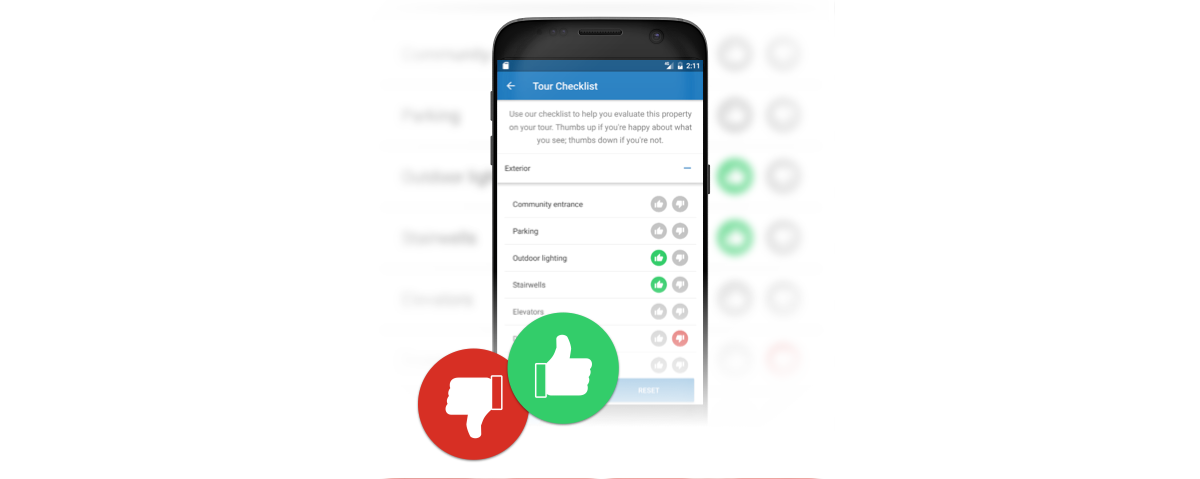 2:11
Tour Checklist
Use our checklist to help you evaluate this property
on your tour. Thumbs up if you're happy about what
you see; thumbs down if you're not.
Exterior
Community entrance
Parking
Outdoor lighting
Stairwells
Elevators
RESET